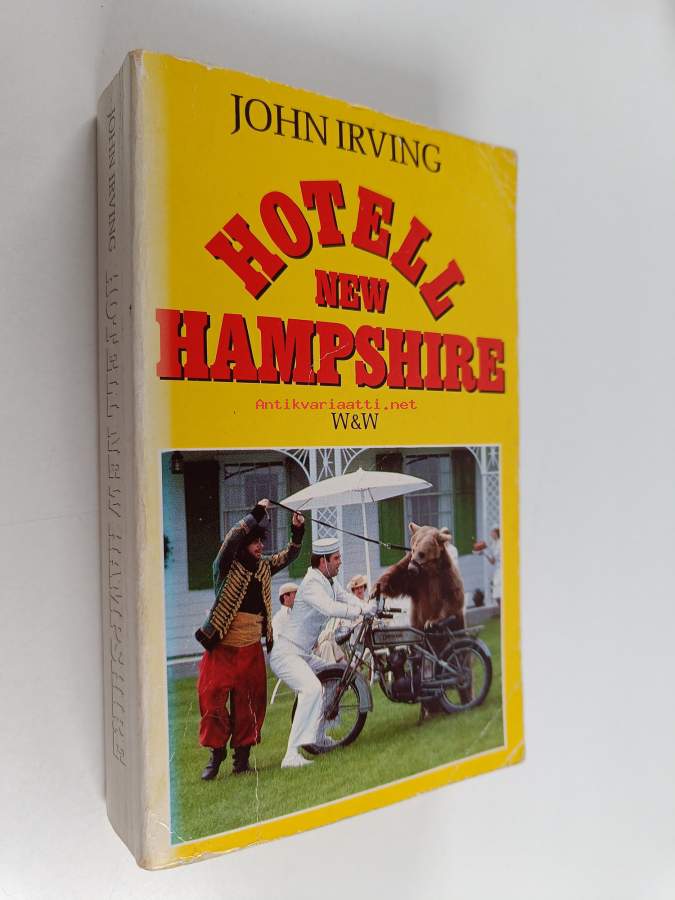 JOHN IRVING
HOTELL
NEW
HAMPSHIRE
Antikvariaatti.net
W&W
JOHN IRVING HOTELL NEW HAMPSHIRE